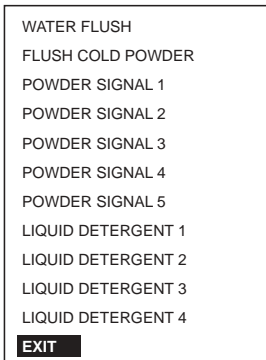 WATER FLUSH
FLUSH COLD POWDER
POWDER SIGNAL 1
POWDER SIGNAL 2
POWDER SIGNAL 3
POWDER SIGNAL 4
POWDER SIGNAL 5
LIQUID DETERGENT 1
LIQUID DETERGENT 2
LIQUID DETERGENT 3
LIQUID DETERGENT 4
EXIT